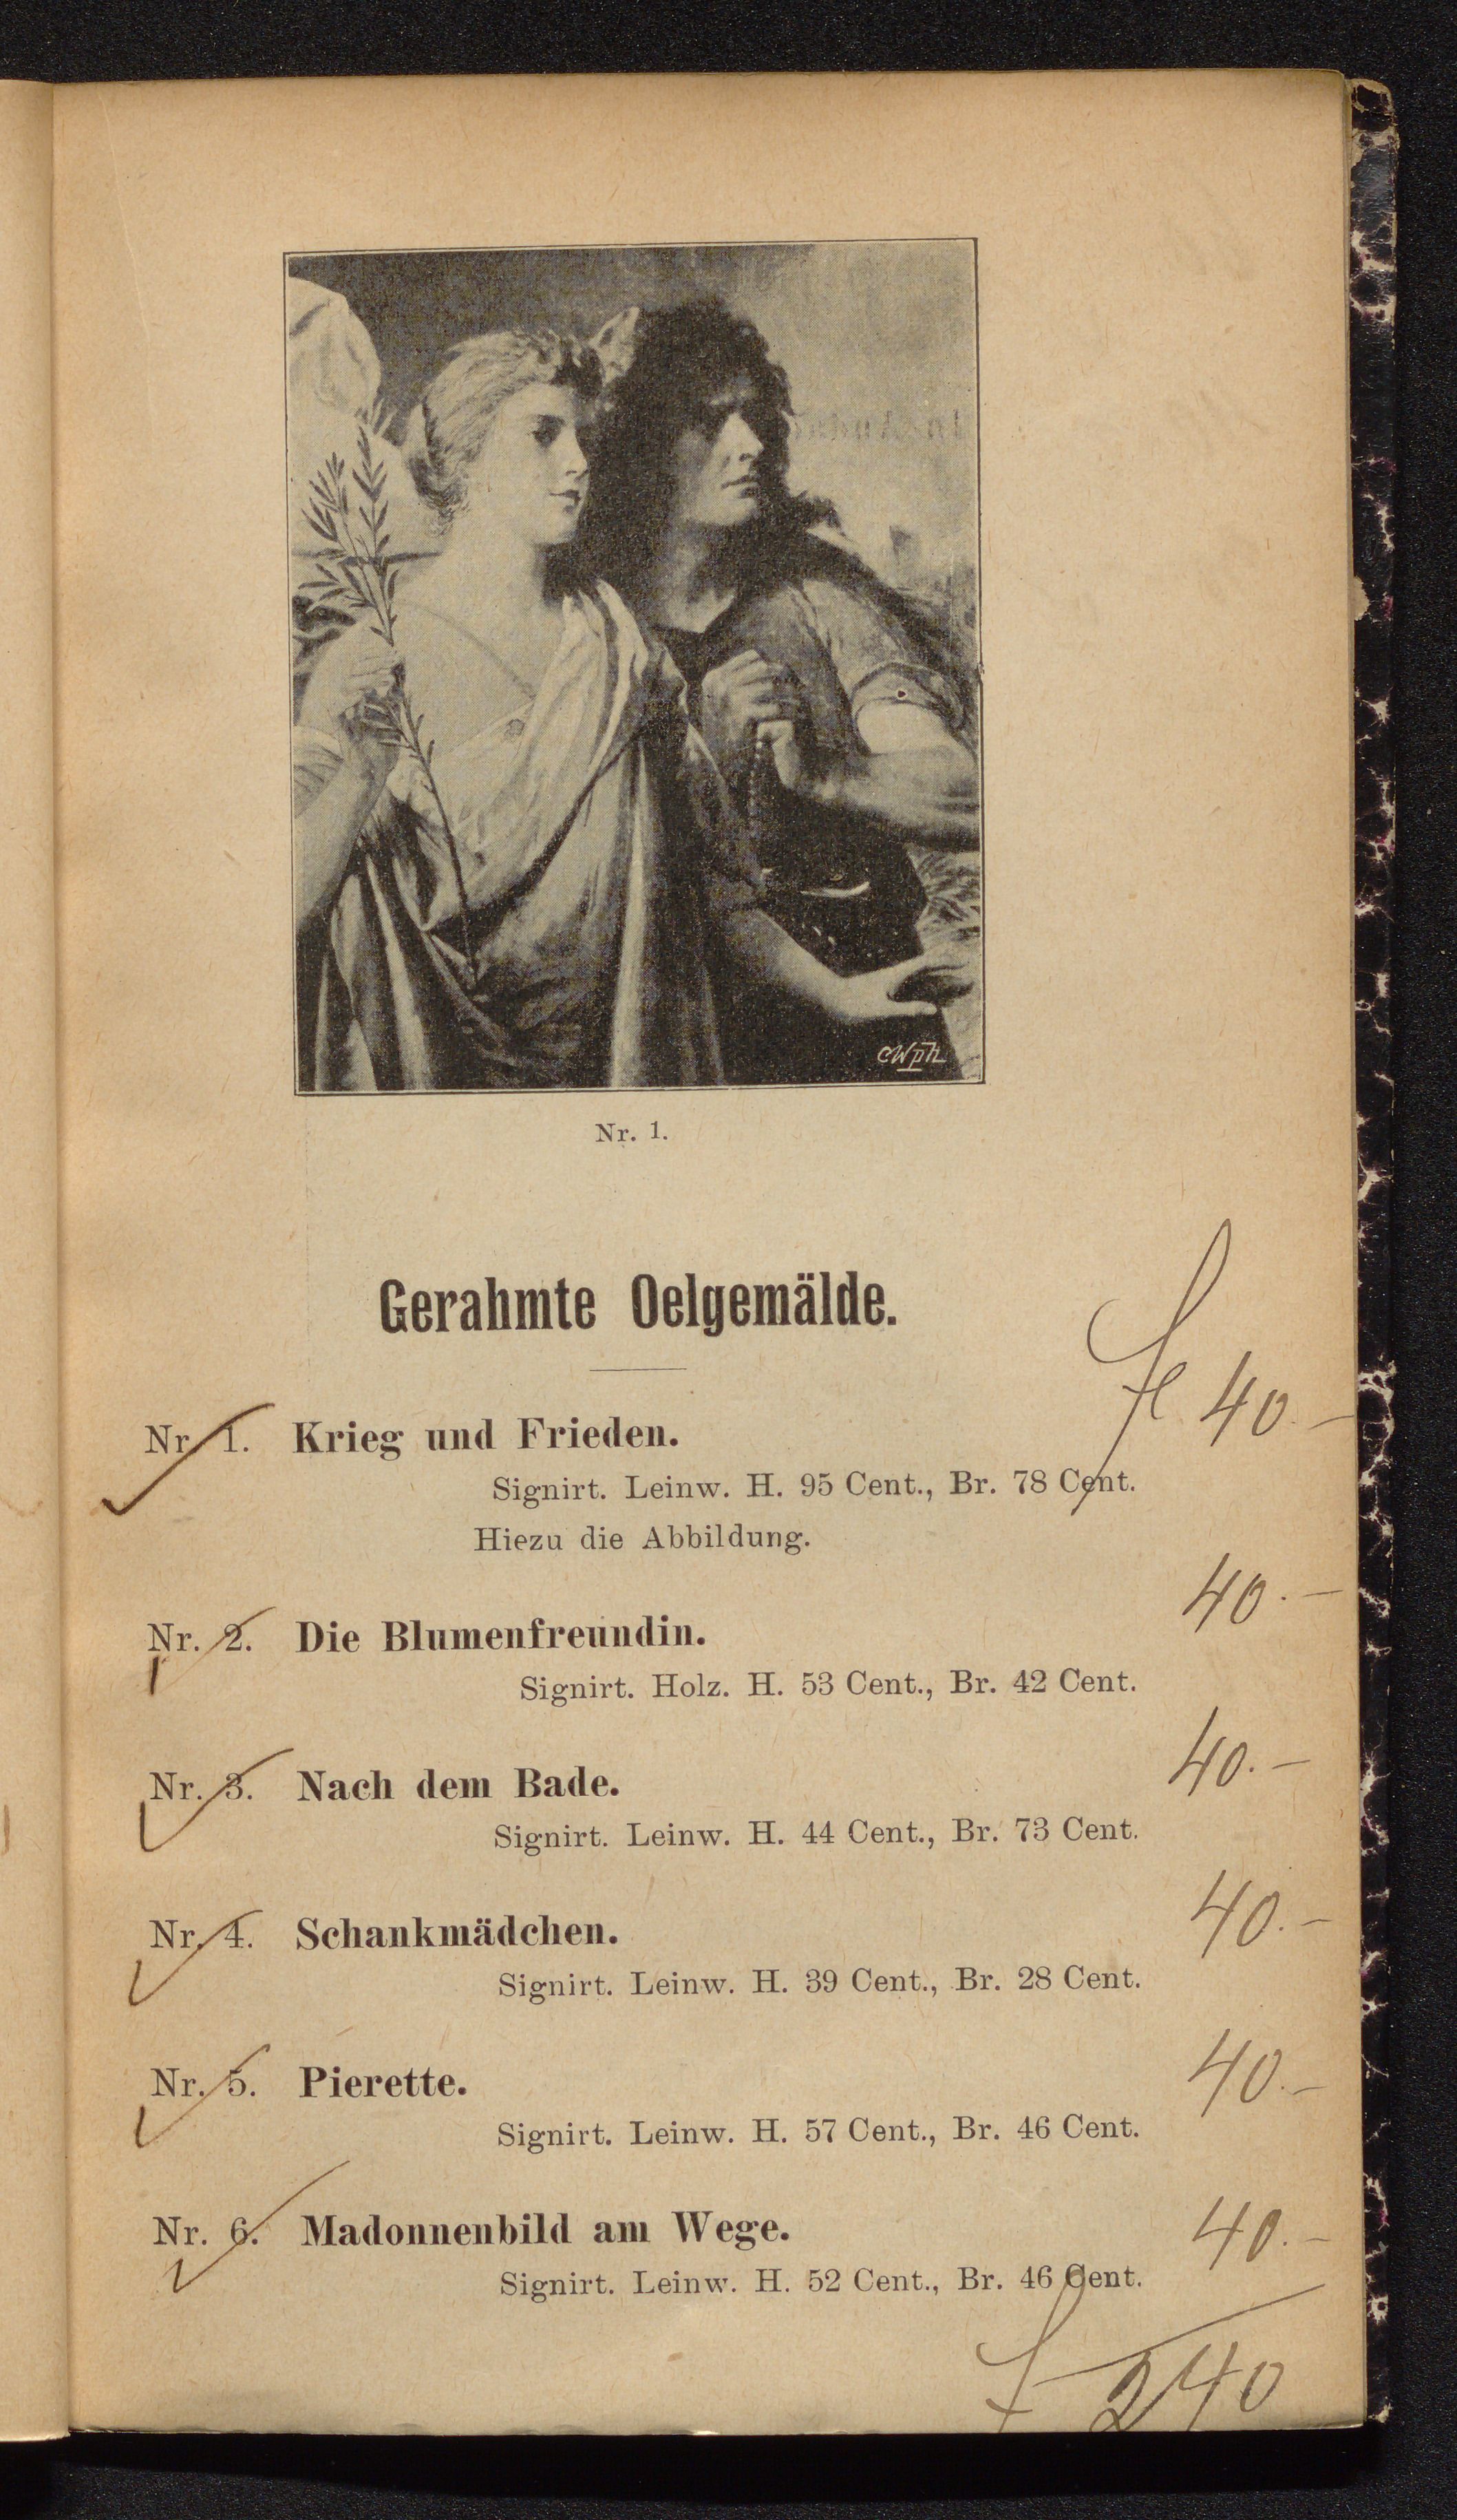 CWph
Nr. 1.
Gerahmte Oelgemälde.
fl 40.-
Nr. 1. Krieg und Frieden.
Signirt. Leinw. H. 95 Cent., Br. 78 Cent.
Hiezu die Abbildung.
40.-
Nr. 2. Die Blumenfreundin.
Signirt. Holz. H. 53 Cent., Br. 42 Cent.
40.-
Nr. 3. Nach dem Bade.
Signirt. Leinw. H. 44 Cent., Br. 73 Cent.
40.-
Nr. 4. Schankmädchen.
Signirt. Leinw. H. 39 Cent., Br. 28 Cent.
40.-
Nr. 5. Pierette.
Signirt. Leinw. H. 57 Cent., Br. 46 Cent.
40.-
Nr. 6. Madonnenbild am Wege.
Signirt. Leinw. H. 52 Cent., Br. 46 Cent.
f 240